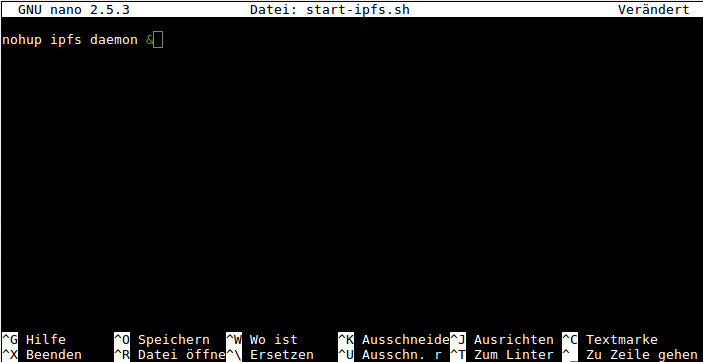 GNU nano 2.5.3 Datei: start-ipfs.sh Verändert
nohup ipfs daemon &
^G Hilfe ^O Speichern ^W Wo ist ^K Ausschneide ^J Ausrichten ^C Textmarke
^X Beenden ^R Datei öffne ^\ Ersetzen ^U Ausschn. r ^T Zum Linter ^_ Zu Zeile gehen